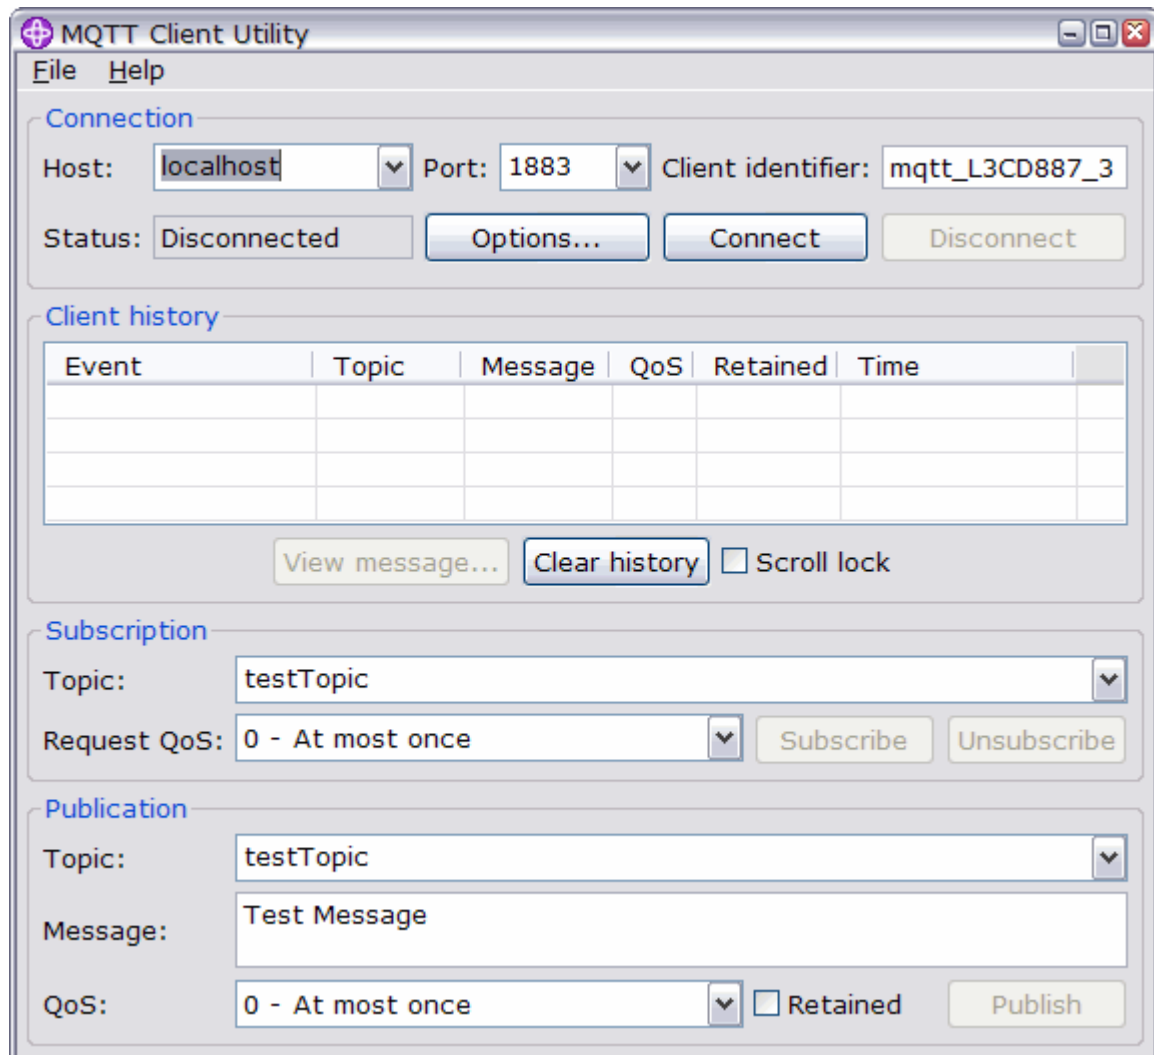 MQTT Client Utility
File Help
Connection
Host: localhost Port: 1883 Client identifier: mqtt_L3CD887_3
Status: Disconnected Options... Connect Disconnect
Client history
Event Topic Message QoS Retained Time
View message... Clear history Scroll lock
Subscription
Topic: testTopic
Request QoS: 0 - At most once Subscribe Unsubscribe
Publication
Topic: testTopic
Message: Test Message
QoS: 0 - At most once Retained Publish